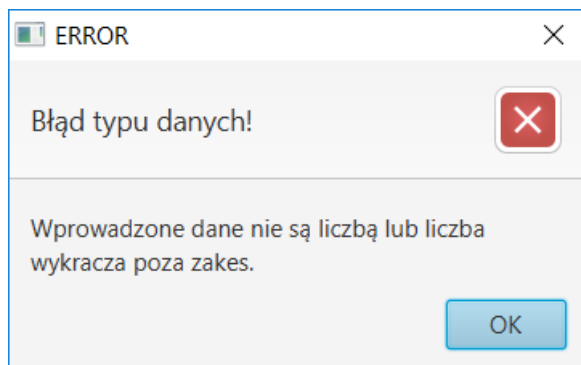 ERROR
Błąd typu danych!
Wprowadzone dane nie są liczbą lub liczba
wykracza poza zakes.
OK